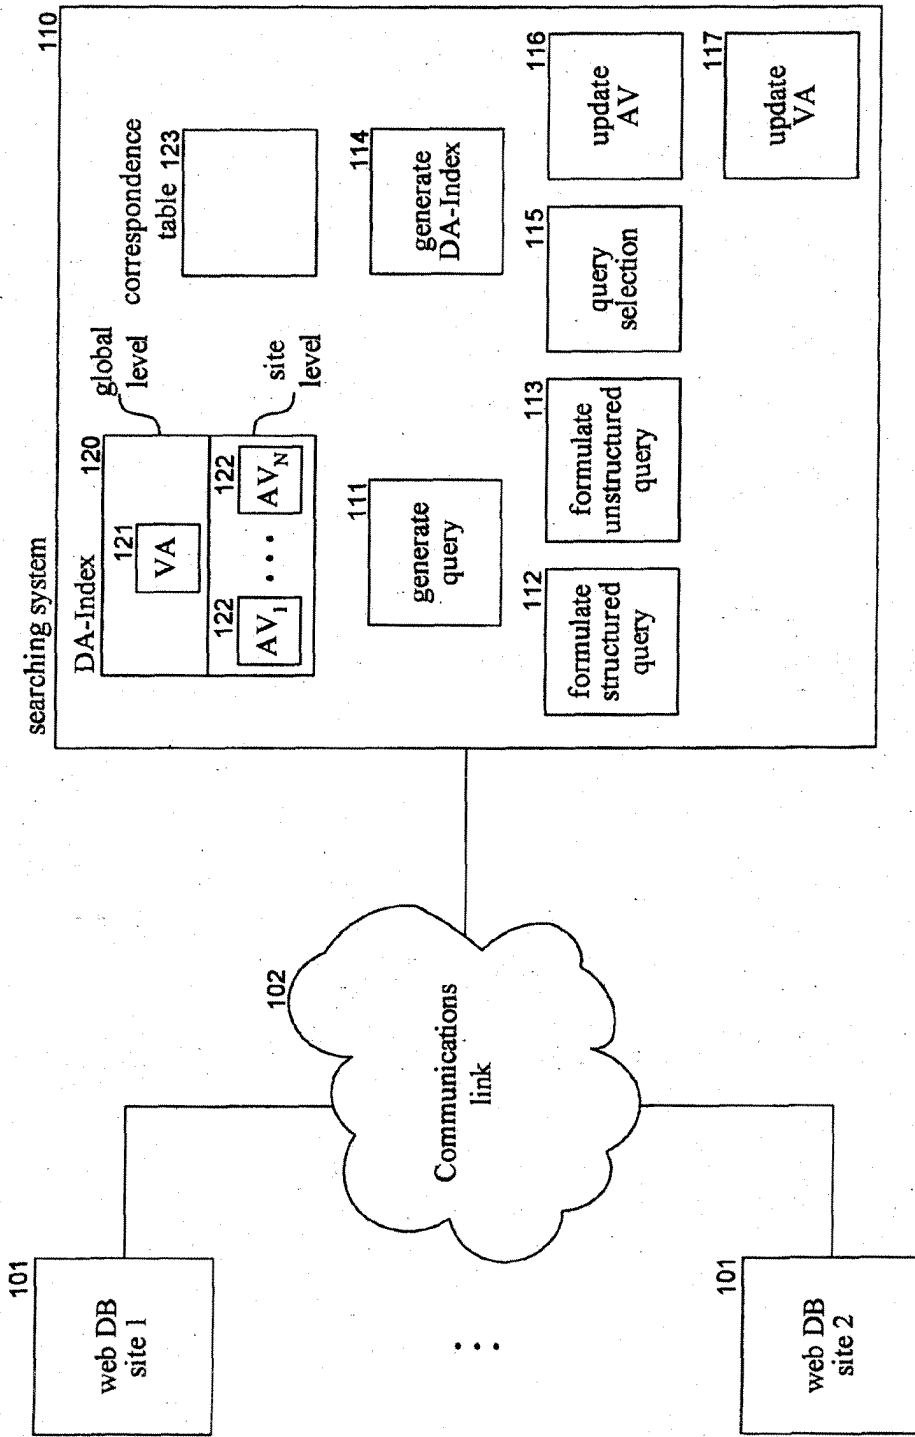 searching system
110
DA-Index
120
global
level
121
VA
122
AV1
. . .
122
AVN
site
level
correspondence
table 123
111
generate
query
114
generate
DA-Index
112
formulate
structured
query
113
formulate
unstructured
query
115
query
selection
116
update
AV
117
update
VA
102
Communications
link
101
web DB
site 1
. . .
101
web DB
site 2